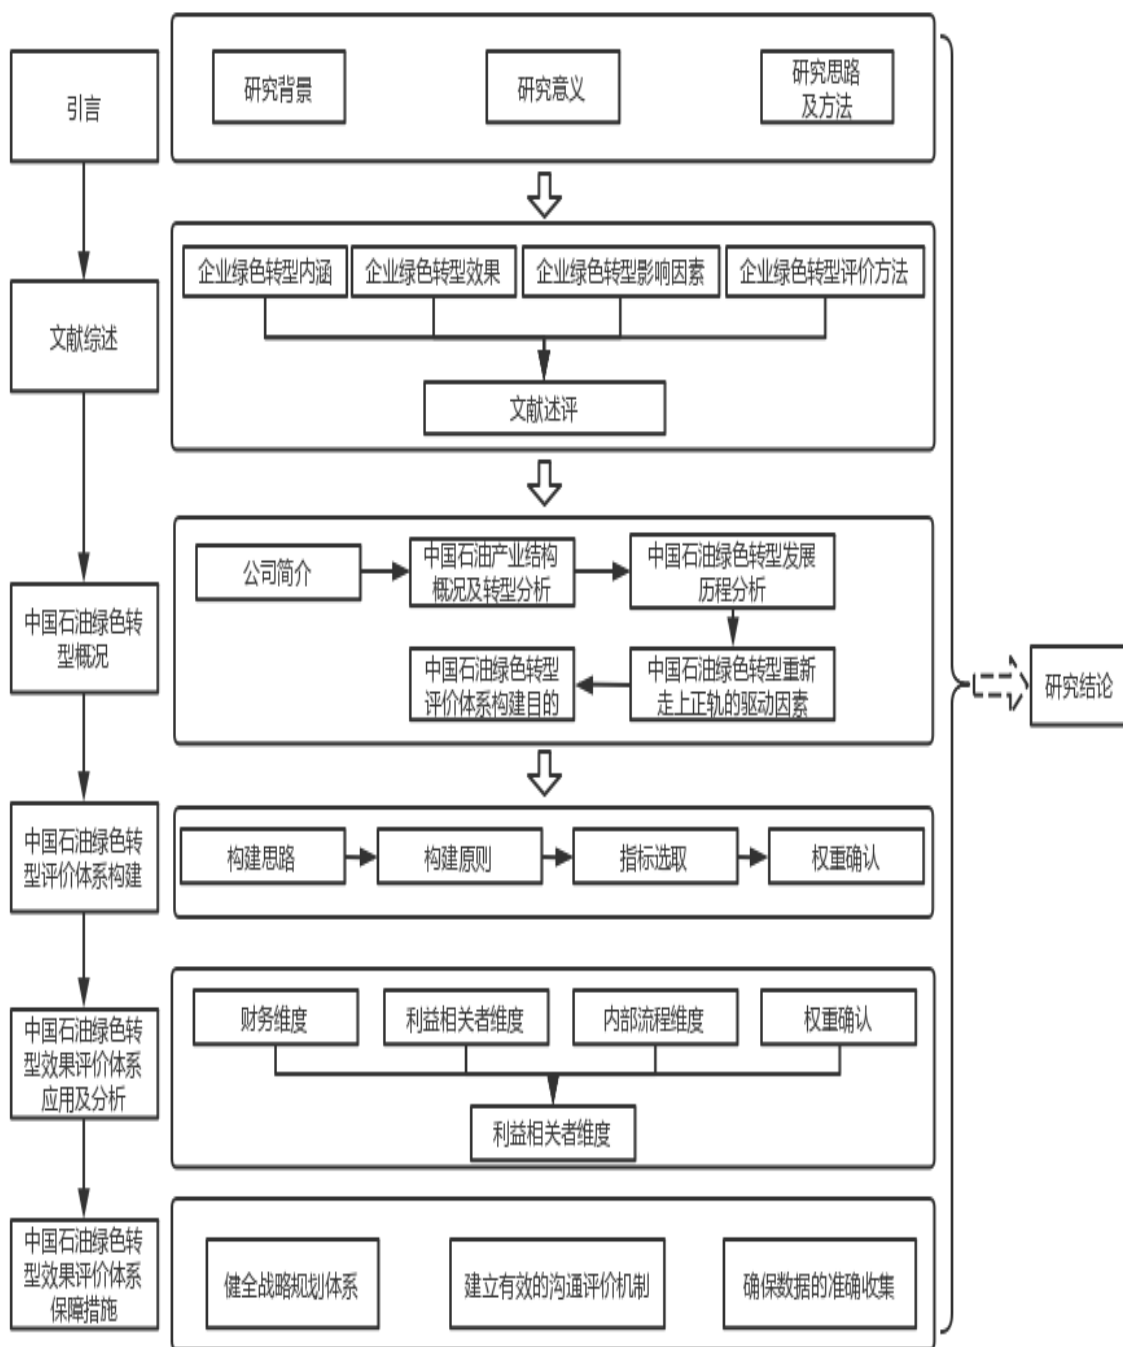 引言
研究背景
研究意义
研究思路
及方法
文献综述
企业绿色转型内涵
企业绿色转型效果
企业绿色转型影响因素
企业绿色转型评价方法
文献述评
中国石油绿色转
型概况
公司简介
中国石油产业结构
概况及转型分析
中国石油绿色转型发展
历程分析
中国石油绿色转型重新
走上正轨的驱动因素
中国石油绿色转型
评价体系构建目的
中国石油绿色转
型评价体系构建
构建思路
构建原则
指标选取
权重确认
中国石油绿色转
型效果评价体系
应用及分析
财务维度
利益相关者维度
内部流程维度
权重确认
利益相关者维度
中国石油绿色转
型效果评价体系
保障措施
健全战略规划体系
建立有效的沟通评价机制
确保数据的准确收集
研究结论